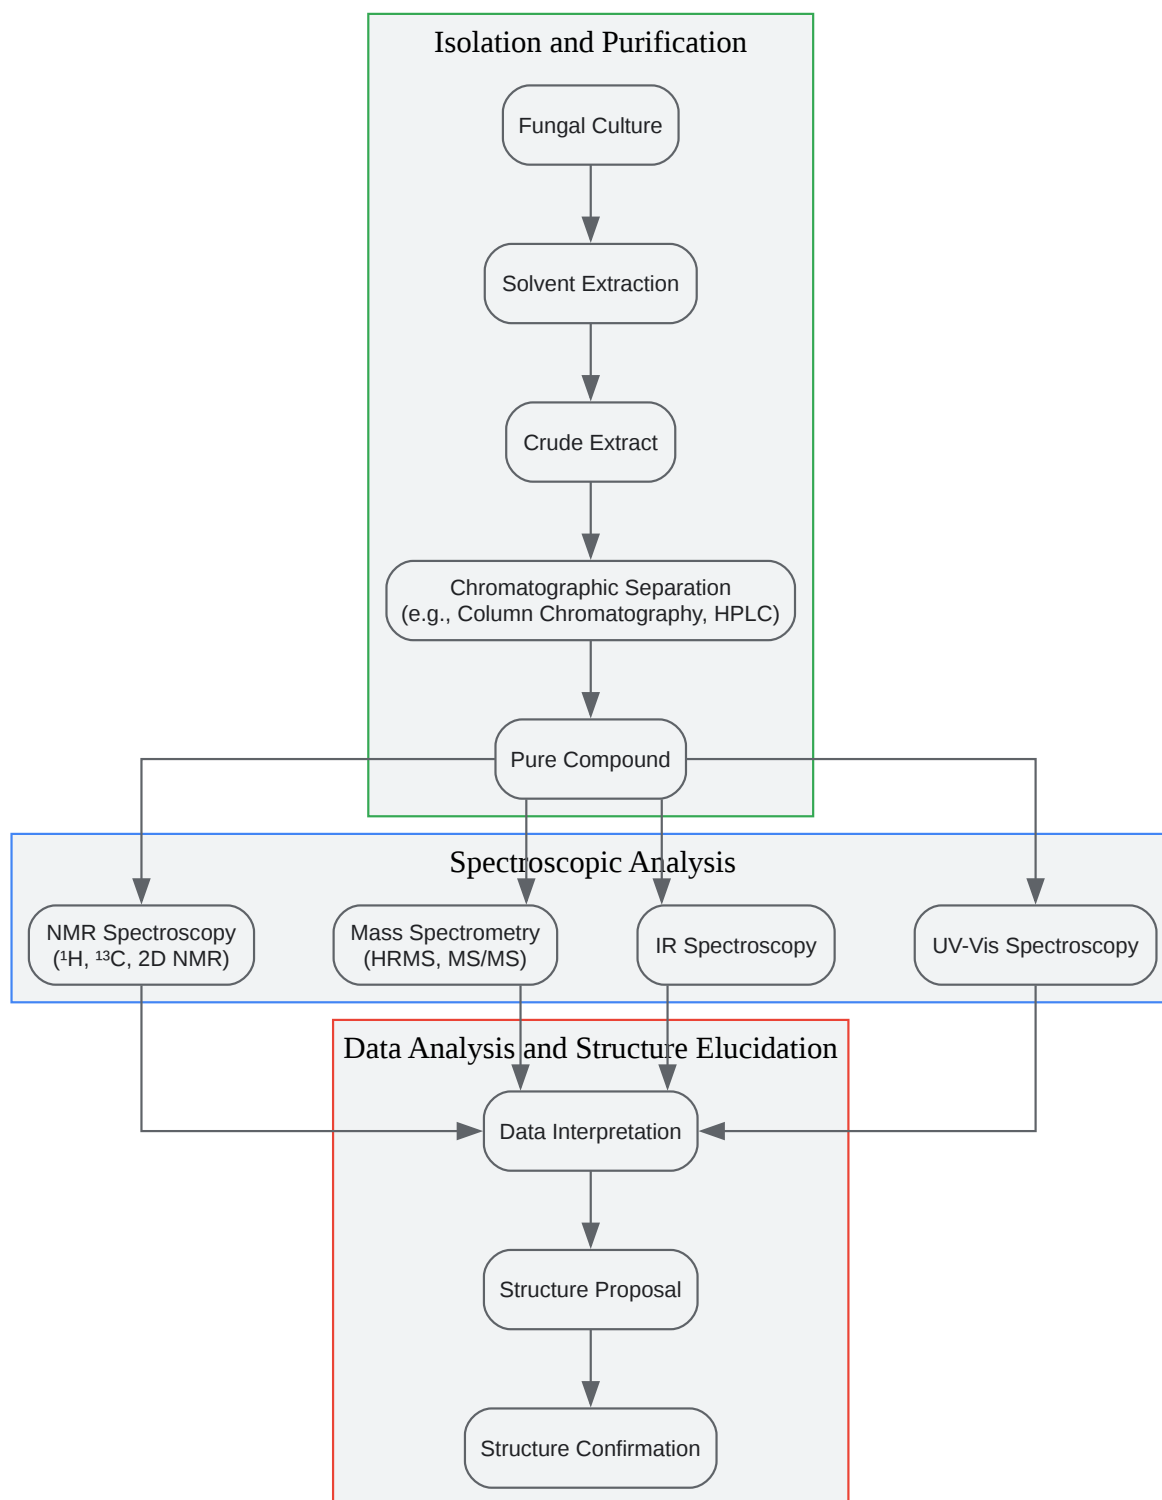 Isolation and Purification
Fungal Culture
Solvent Extraction
Crude Extract
Chromatographic Separation
(e.g., Column Chromatography, HPLC)
Pure Compound
Spectroscopic Analysis
NMR Spectroscopy
(¹H, ¹³C, 2D NMR)
Mass Spectrometry
(HRMS, MS/MS)
IR Spectroscopy
UV-Vis Spectroscopy
Data Analysis and Structure Elucidation
Data Interpretation
Structure Proposal
Structure Confirmation